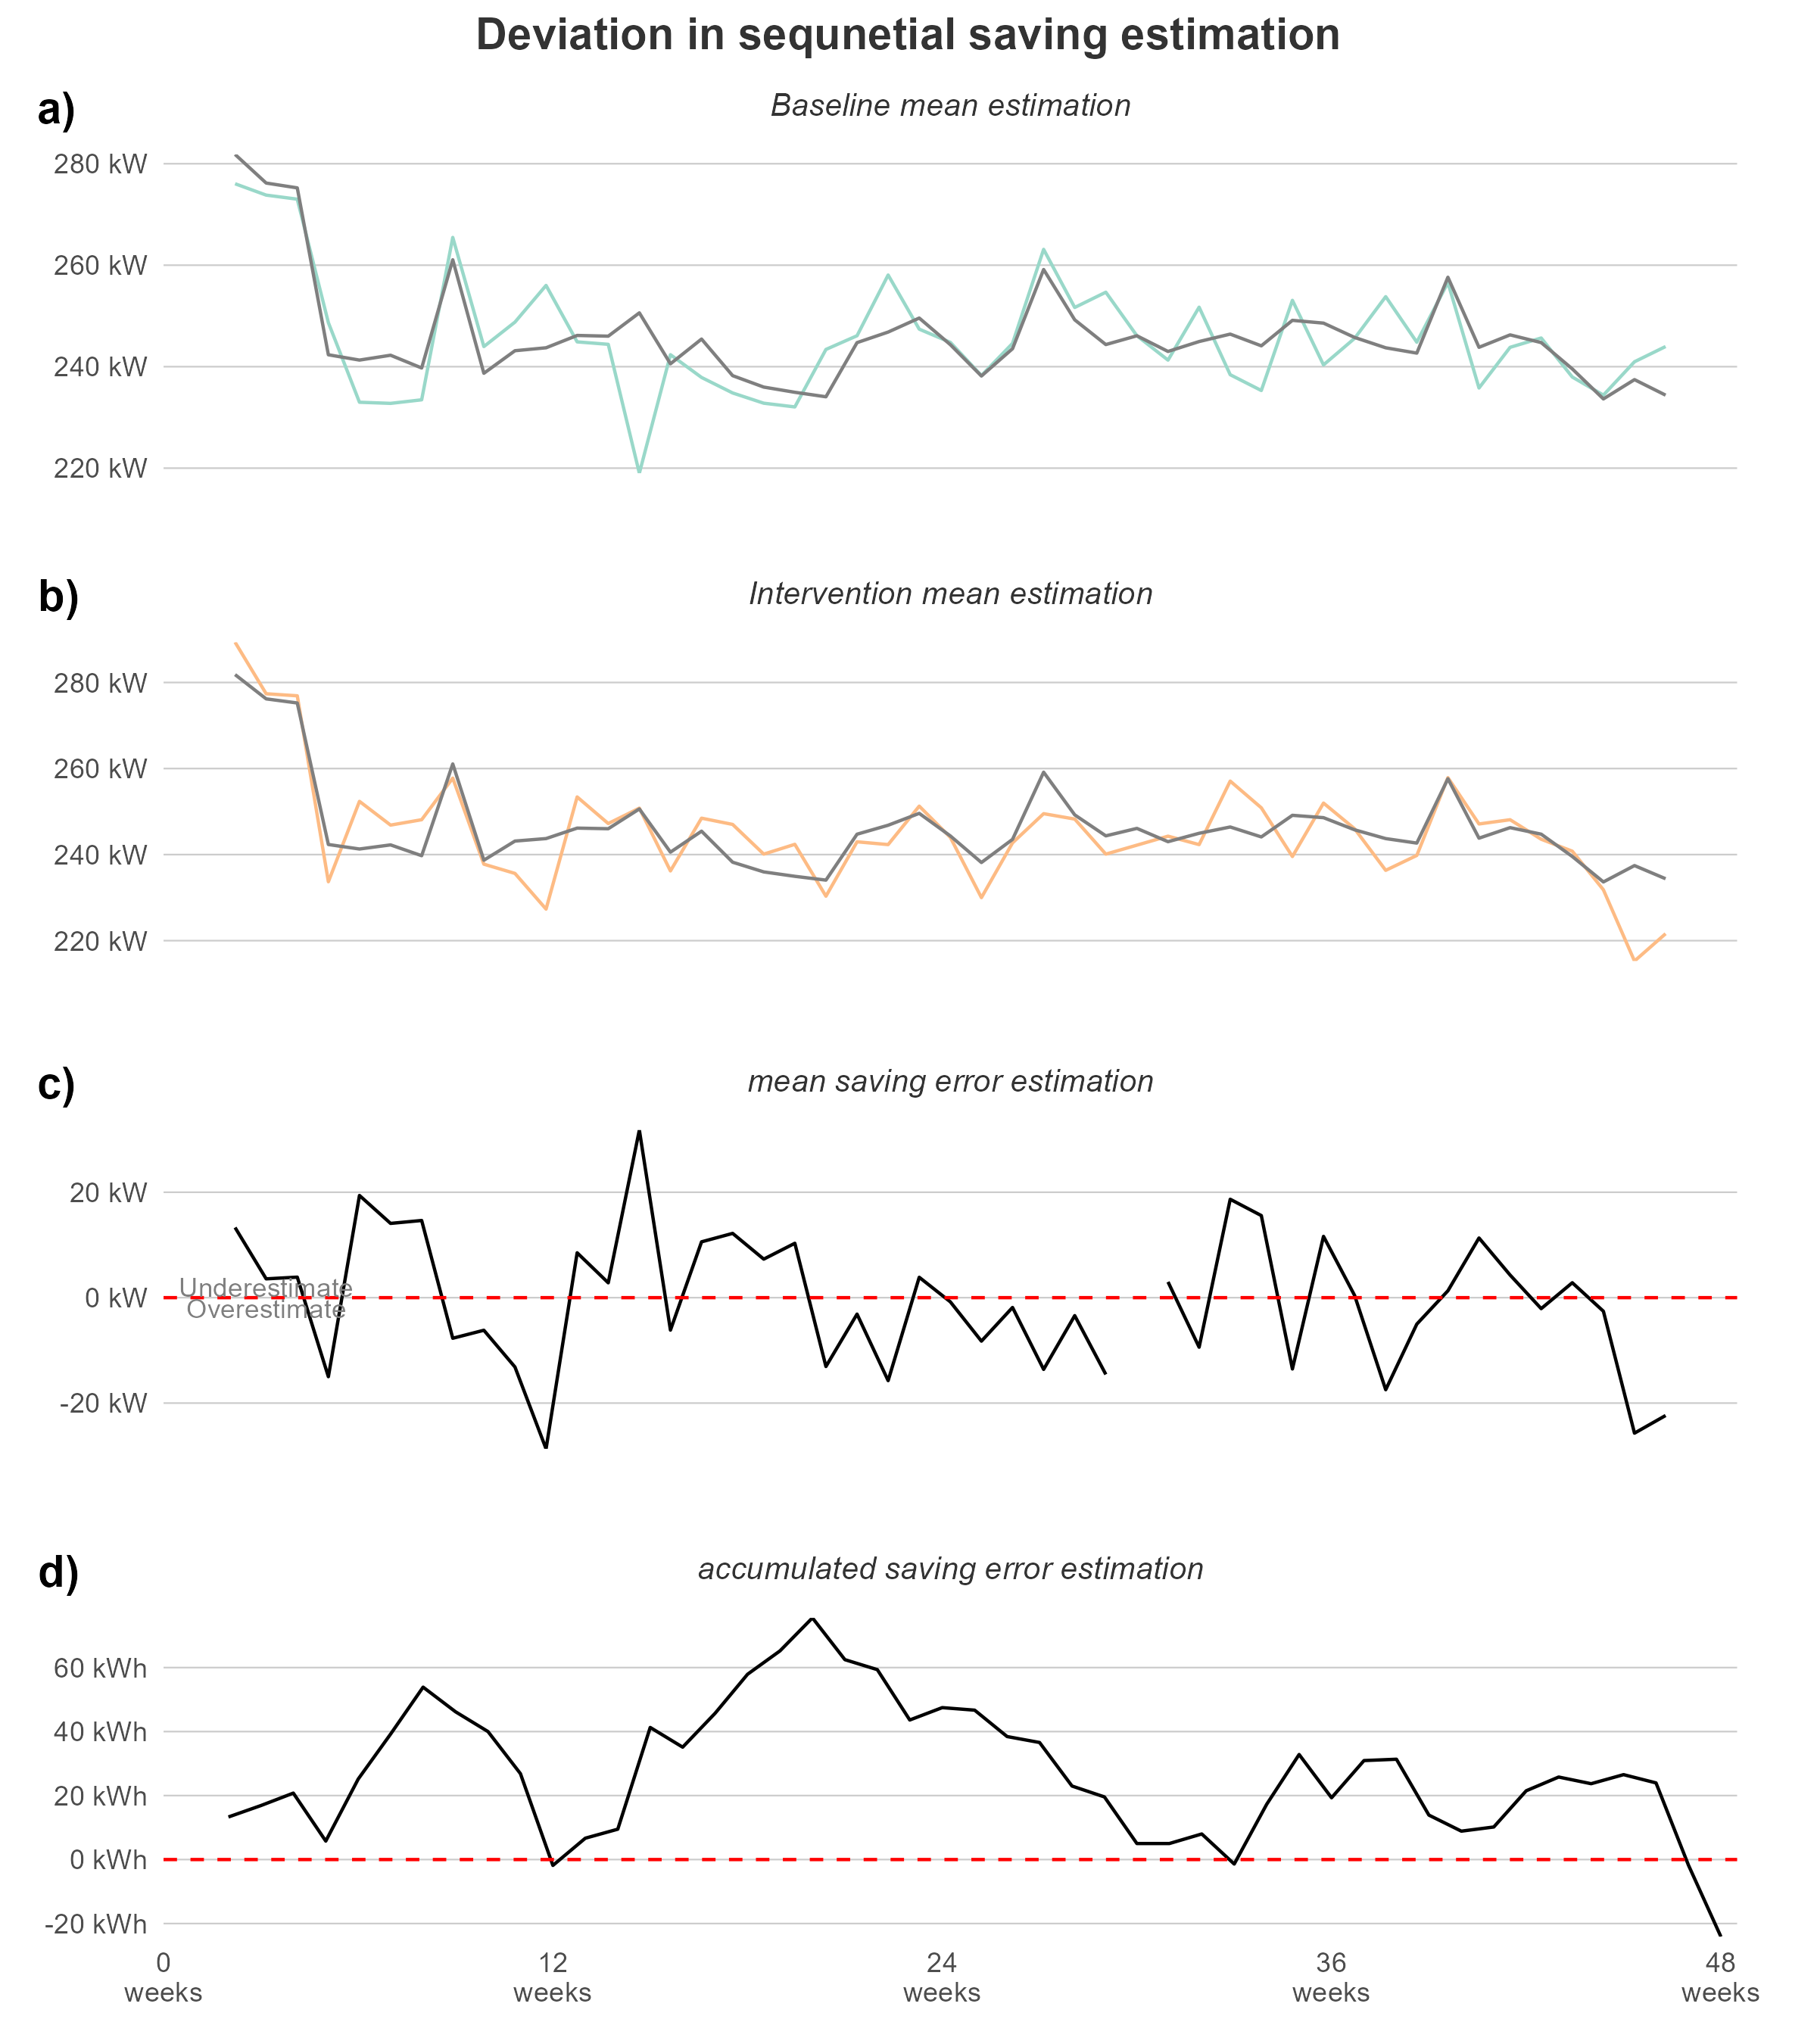 Deviation in sequnetial saving estimation
a)
Baseline mean estimation
280 kW
260 kW
240 kW
220 kW
b)
Intervention mean estimation
280 kW
260 kW
240 kW
220 kW
c)
mean saving error estimation
20 kW
Underestimate
0 kW
Overestimate
-20 kW
d)
accumulated saving error estimation
60 kWh
40 kWh
20 kWh
0 kWh
-20 kWh
0 12 24 36 48
weeks weeks weeks weeks weeks